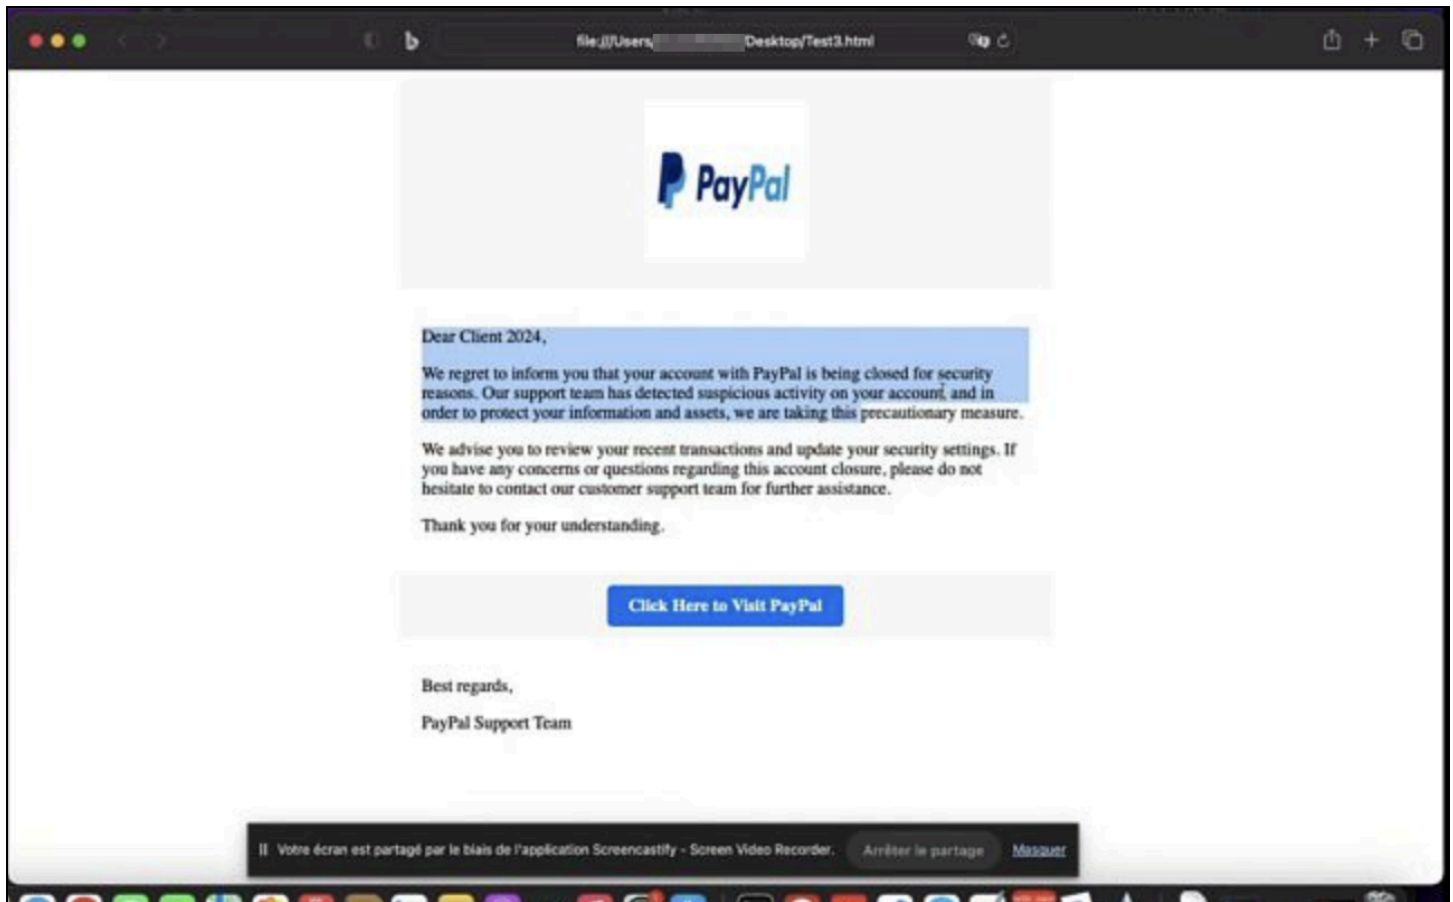 file:///Users/ /Desktop/Test3.html
PayPal
Dear Client 2024,
We regret to inform you that your account with PayPal is being closed for security
reasons. Our support team has detected suspicious activity on your account, and in
order to protect your information and assets, we are taking this precautionary measure.
We advise you to review your recent transactions and update your security settings. If
you have any concerns or questions regarding this account closure, please do not
hesitate to contact our customer support team for further assistance.
Thank you for your understanding.
Click Here to Visit PayPal
Best regards,
PayPal Support Team
Votre écran est partagé par le biais de l'application Screencastify - Screen Video Recorder.
Arrêter le partage
Masquer